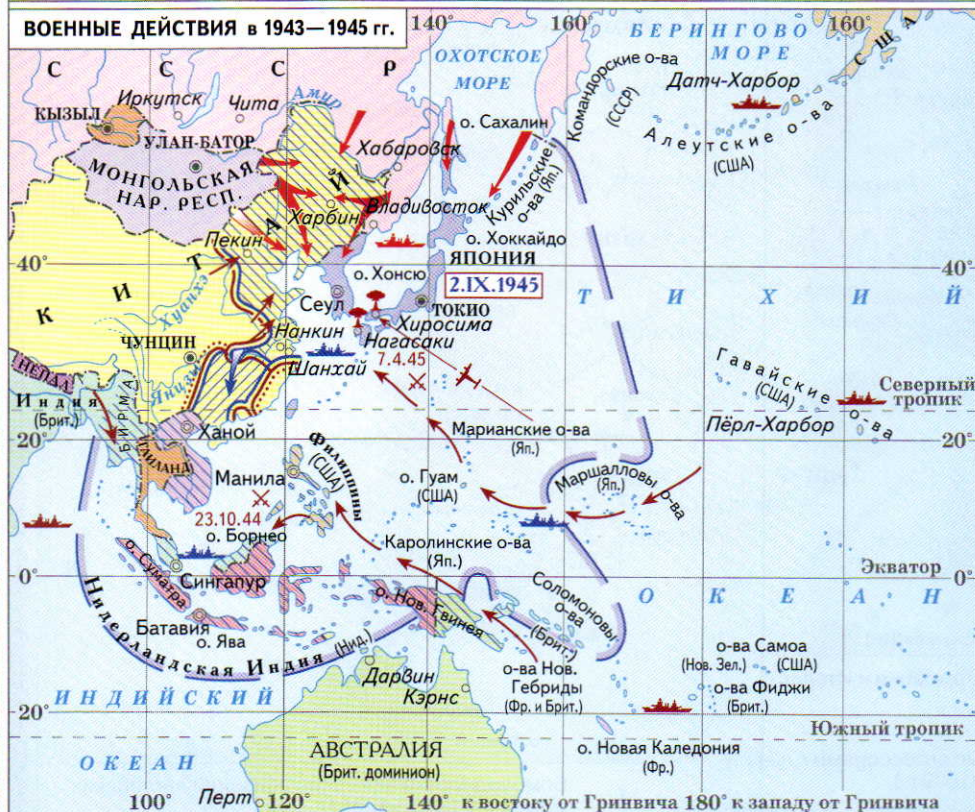 ВОЕННЫЕ ДЕЙСТВИЯ в 1943—1945 гг.
140°
160°
160°
С С С Р
ОХОТСКОЕ
МОРЕ
БЕРИНГОВО
МОРЕ
США
Командорские о-ва
(СССР)
Датч-Харбор
Алеутские о-ва
(США)
КЫЗЫЛ
Иркутск
Чита
Амур
УЛАН-БАТОР
МОНГОЛЬСКАЯ
НАР. РЕСП.
о. Сахалин
Хабаровск
Курильские
о-ва (Яп.)
Харбин
Владивосток
КИТАЙ
Пекин
о. Хоккайдо
ЯПОНИЯ
2.IX.1945
о. Хонсю
40°
40°
Сеул
ТОКИО
Хиросима
Нагасаки
Хуанхэ
ЧУНЦИН
Янцзы
Нанкин
Шанхай
7.4.45
ТИХИЙ
НЕПАЛ
Индия
(Брит.)
БИРМА
Ханой
ТАИЛАНД
Гавайские о-ва
(США)
Северный
тропик
Пёрл-Харбор
20°
20°
Марианские о-ва
(Яп.)
Филиппины
(США)
Манила
о. Гуам
(США)
Маршалловы о-ва
(Яп.)
23.10.44
о. Борнео
Каролинские о-ва
(Яп.)
0°
Экватор
0°
о. Суматра
Сингапур
о. Нов. Гвинея
Соломоновы
о-ва
(Брит.)
ОКЕАН
Батавия
о. Ява
Нидерландская Индия (Нид.)
Дарвин
Кэрнс
о-ва Нов.
Гебриды
(Фр. и Брит.)
о-ва Самоа
(Нов. Зел.)
(США)
о-ва Фиджи
(Брит.)
ИНДИЙСКИЙ
20°
20°
Южный тропик
ОКЕАН
АВСТРАЛИЯ
(Брит. доминион)
о. Новая Каледония
(Фр.)
Перт
100°
120°
140°
к востоку от Гринвича
180°
к западу от Гринвича